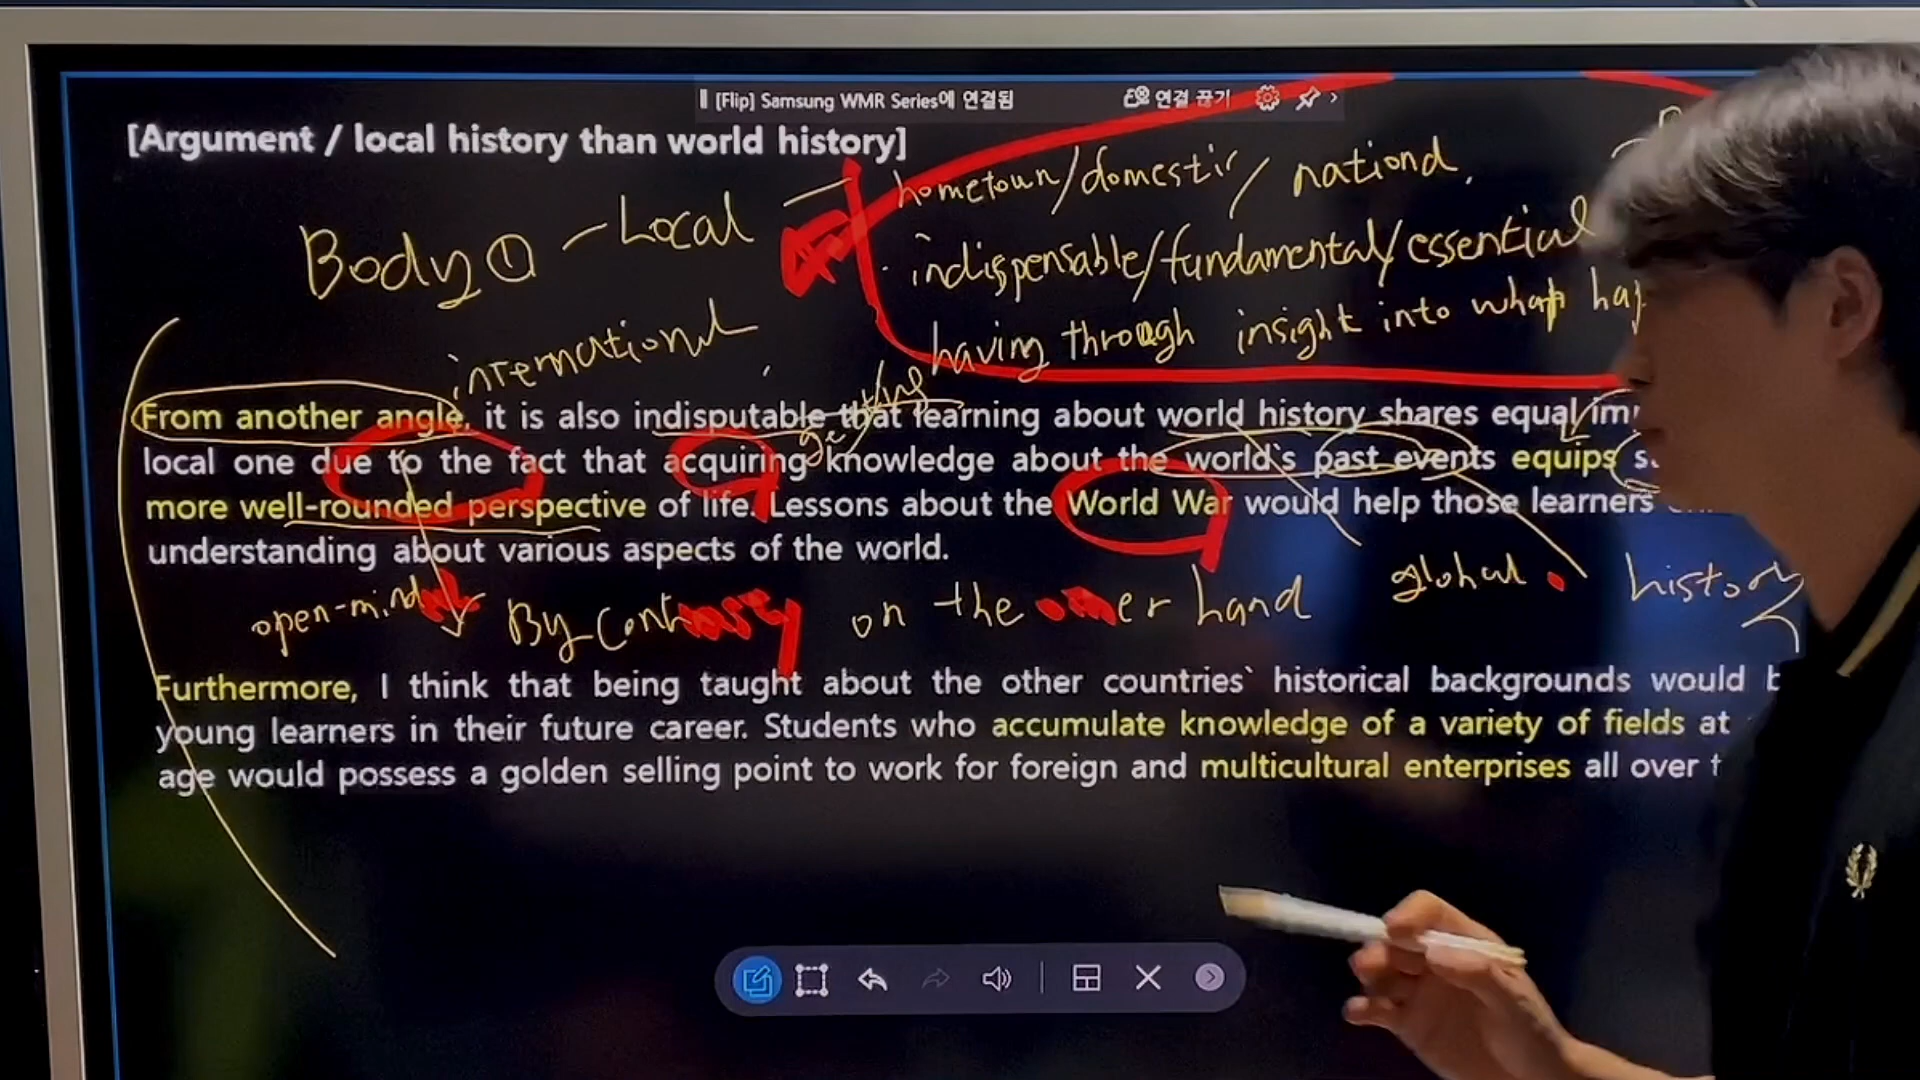 [Flip] Samsung WMR Series에 연결됨 연결 끊기
[Argument / local history than world history]
hometown/domestic/national
Body ① - Local
indispensable/fundamental/essential
having through insight into what
international
From another angle, it is also indisputable that learning about world history shares equal
local one due to the fact that acquiring knowledge about the world`s past events equips
more well-rounded perspective of life. Lessons about the World War would help those learners
understanding about various aspects of the world.
open-mind By cont on the er hand global history
Furthermore, I think that being taught about the other countries` historical backgrounds would
young learners in their future career. Students who accumulate knowledge of a variety of fields at
age would possess a golden selling point to work for foreign and multicultural enterprises all over